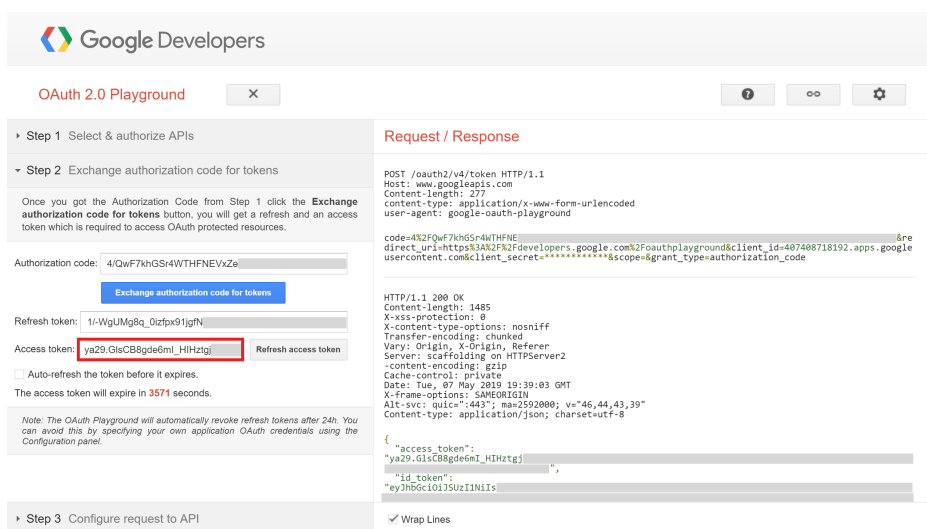 Google Developers
OAuth 2.0 Playground
Step 1 Select & authorize APIs
Step 2 Exchange authorization code for tokens
Once you got the Authorization Code from Step 1 click the Exchange
authorization code for tokens button, you will get a refresh and an access
token which is required to access OAuth protected resources.
Authorization code: 4/QwF7khGSr4WTHFNEVxZe
Exchange authorization code for tokens
Refresh token: 1/-WgUMg8q_0izfpx91jgfN
Access token: ya29.GlsCB8gde6mI_HIHztgj Refresh access token
Auto-refresh the token before it expires.
The access token will expire in 3571 seconds.
Note: The OAuth Playground will automatically revoke refresh tokens after 24h. You
can avoid this by specifying your own application OAuth credentials using the
Configuration panel.
Step 3 Configure request to API
Request / Response
POST /oauth2/v4/token HTTP/1.1
Host: www.googleapis.com
Content-length: 277
content-type: application/x-www-form-urlencoded
user-agent: google-oauth-playground
code=4%2FQwF7khGSr4WTHFNE &re
direct_uri=https%3A%2F%2Fdevelopers.google.com%2Foauthplayground&client_id=407408718192.apps.google
usercontent.com&client_secret=************&scope=&grant_type=authorization_code
HTTP/1.1 200 OK
Content-length: 1485
X-xss-protection: 0
X-content-type-options: nosniff
Transfer-encoding: chunked
Vary: Origin, X-Origin, Referer
Server: scaffolding on HTTPServer2
-content-encoding: gzip
Cache-control: private
Date: Tue, 07 May 2019 19:39:03 GMT
X-frame-options: SAMEORIGIN
Alt-svc: quic=":443"; ma=2592000; v="46,44,43,39"
Content-type: application/json; charset=utf-8
{
"access_token":
"ya29.GlsCB8gde6mI_HIHztgj
",
"id_token":
"eyJhbGciOiJSUzI1NiIs
Wrap Lines